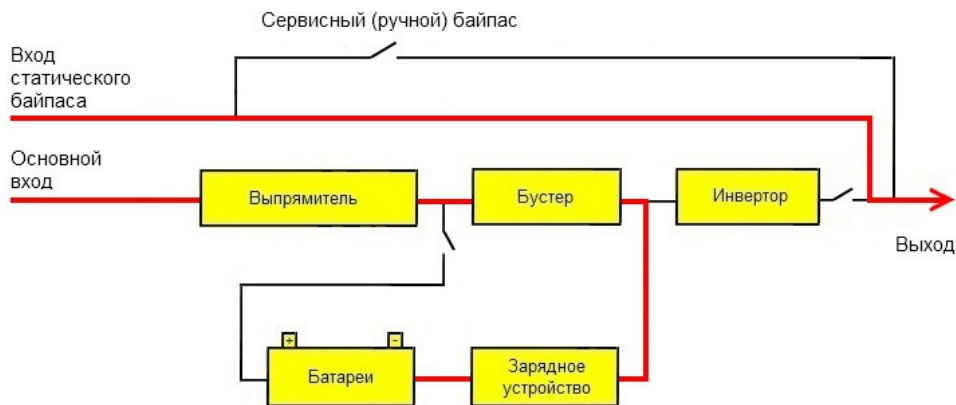 Сервисный (ручной) байпас
Вход
статического
байпаса
Основной
вход
Выпрямитель
Бустер
Инвертор
Выход
+
-
Батареи
Зарядное
устройство